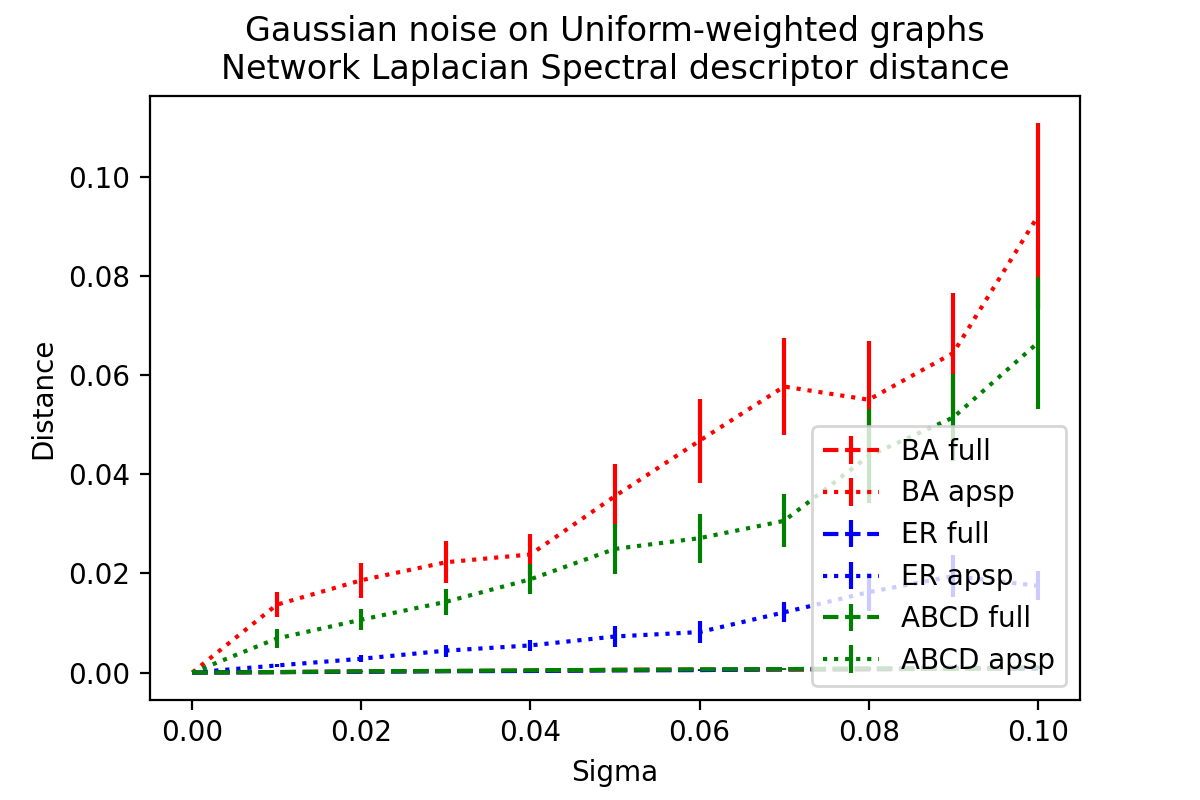 Gaussian noise on Uniform-weighted graphs
Network Laplacian Spectral descriptor distance
0.10
0.08
0.06
0.04
0.02
0.00
Distance
BA full
BA apsp
ER full
ER apsp
ABCD full
ABCD apsp
0.00 0.02 0.04 0.06 0.08 0.10
Sigma